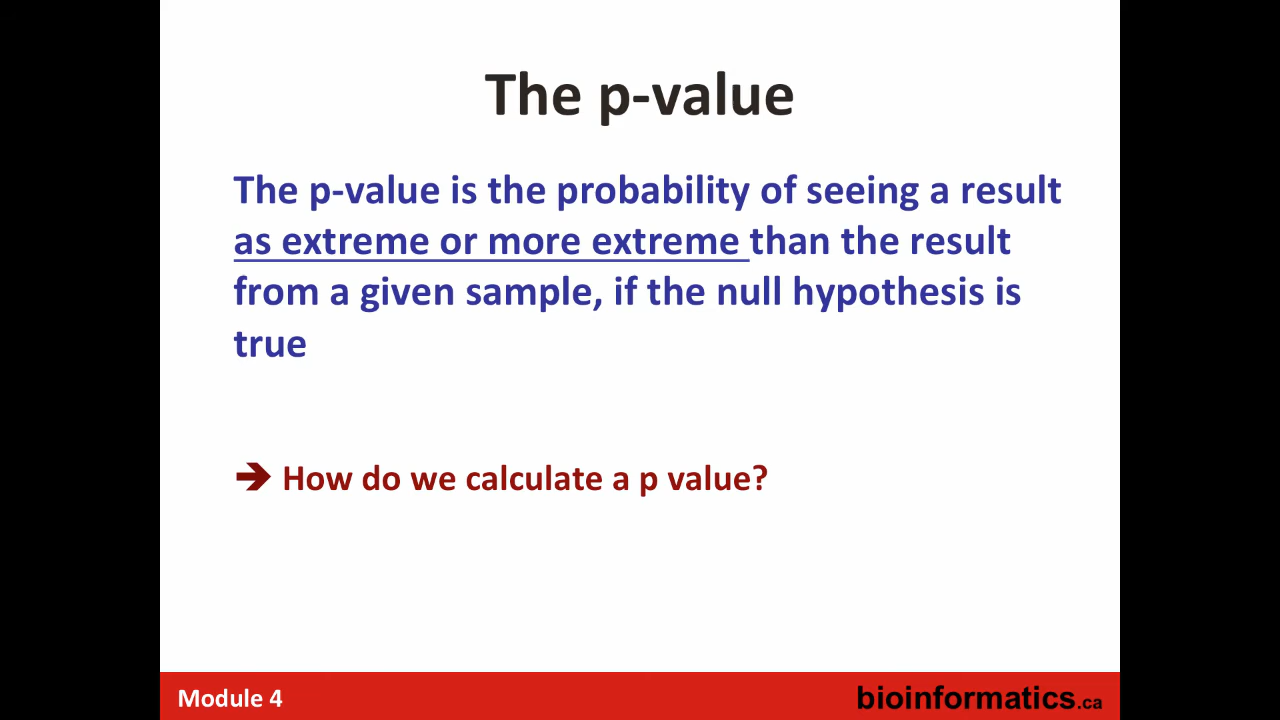 The p-value
The p-value is the probability of seeing a result
as extreme or more extreme than the result
from a given sample, if the null hypothesis is
true
➔ How do we calculate a p value?
Module 4
bioinformatics.ca